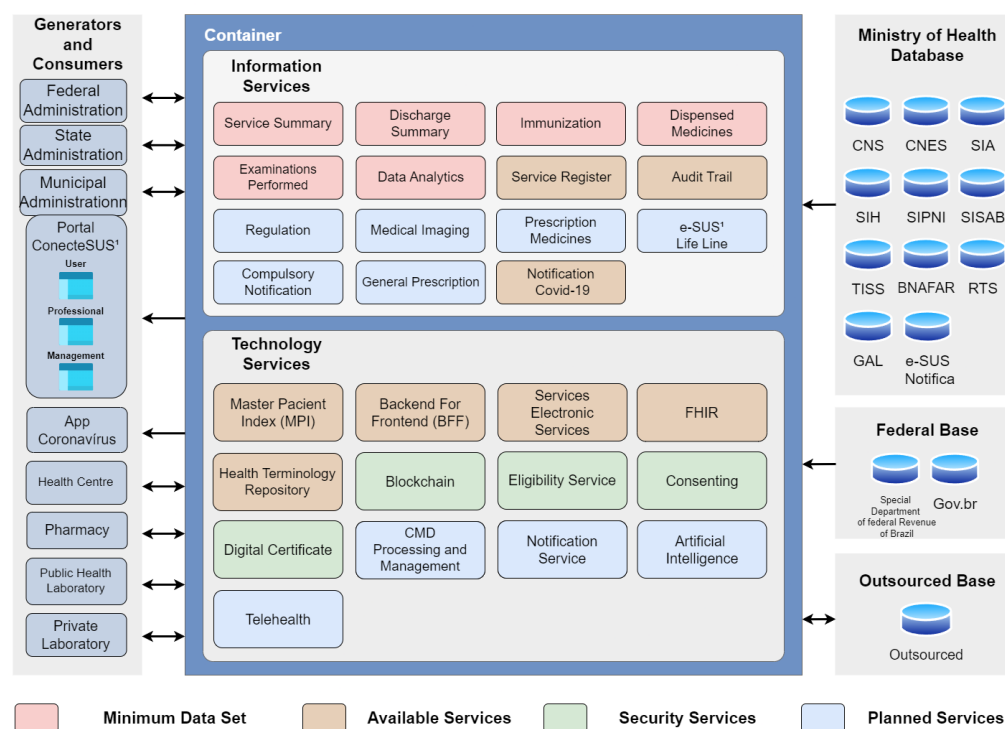 Generators
and
Consumers
Federal
Administration
State
Administration
Municipal
Administrationn
Portal
ConecteSUS¹
User
Professional
Management
App
Coronavírus
Health Centre
Pharmacy
Public Health
Laboratory
Private
Laboratory
Container
Information
Services
Service Summary
Discharge
Summary
Immunization
Dispensed
Medicines
Examinations
Performed
Data Analytics
Service Register
Audit Trail
Regulation
Medical Imaging
Prescription
Medicines
e-SUS¹
Life Line
Compulsory
Notification
General Prescription
Notification
Covid-19
Technology
Services
Master Pacient
Index (MPI)
Backend For
Frontend (BFF)
Services
Electronic
Services
FHIR
Health Terminology
Repository
Blockchain
Eligibility Service
Consenting
Digital Certificate
CMD
Processing and
Management
Notification
Service
Artificial
Intelligence
Telehealth
Ministry of Health
Database
CNS
CNES
SIA
SIH
SIPNI
SISAB
TISS
BNAFAR
RTS
GAL
e-SUS
Notifica
Federal Base
Special
Department
of federal Revenue
of Brazil
Gov.br
Outsourced Base
Outsourced
Minimum Data Set
Available Services
Security Services
Planned Services